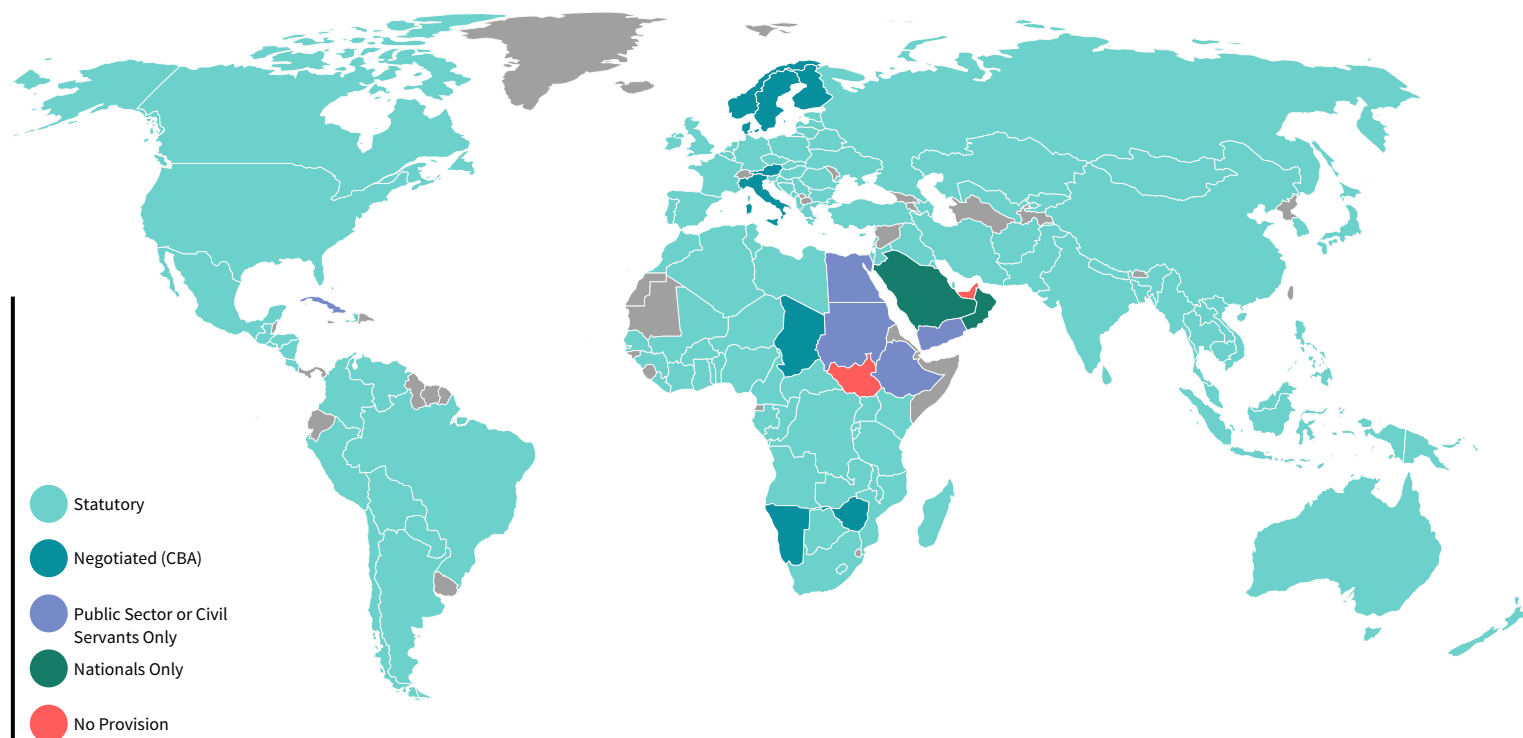 Statutory
Negotiated (CBA)
Public Sector or Civil
Servants Only
Nationals Only
No Provision